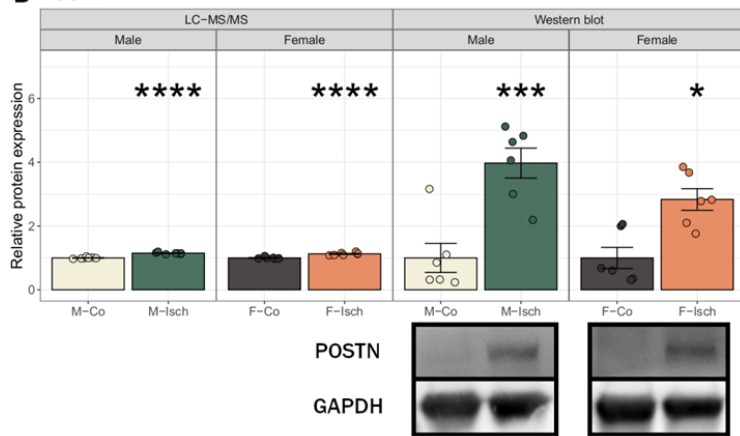 LC−MS/MS
Western blot
Male
Female
Male
Female
****
****
***
*
Relative protein expression
6
4
2
0
M−Co
M−Isch
F−Co
F−Isch
M−Co
M−Isch
F−Co
F−Isch
POSTN
GAPDH